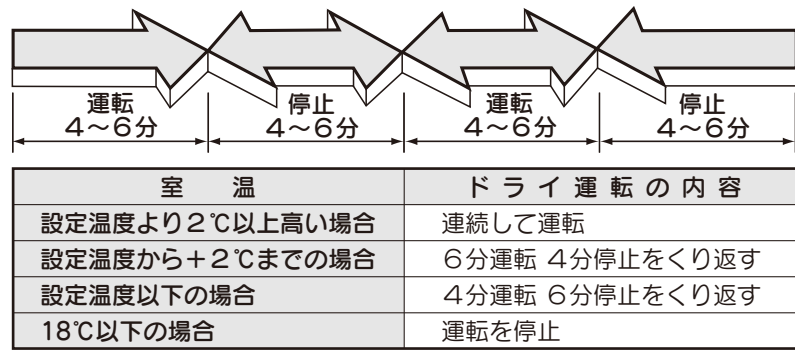 運転 停止 運転 停止
4～6分 4～6分 4～6分 4～6分
室 温 ドライ運転の内容
設定温度より2℃以上高い場合 連続して運転
設定温度から＋2℃までの場合 6分運転 4分停止をくり返す
設定温度以下の場合 4分運転 6分停止をくり返す
18℃以下の場合 運転を停止